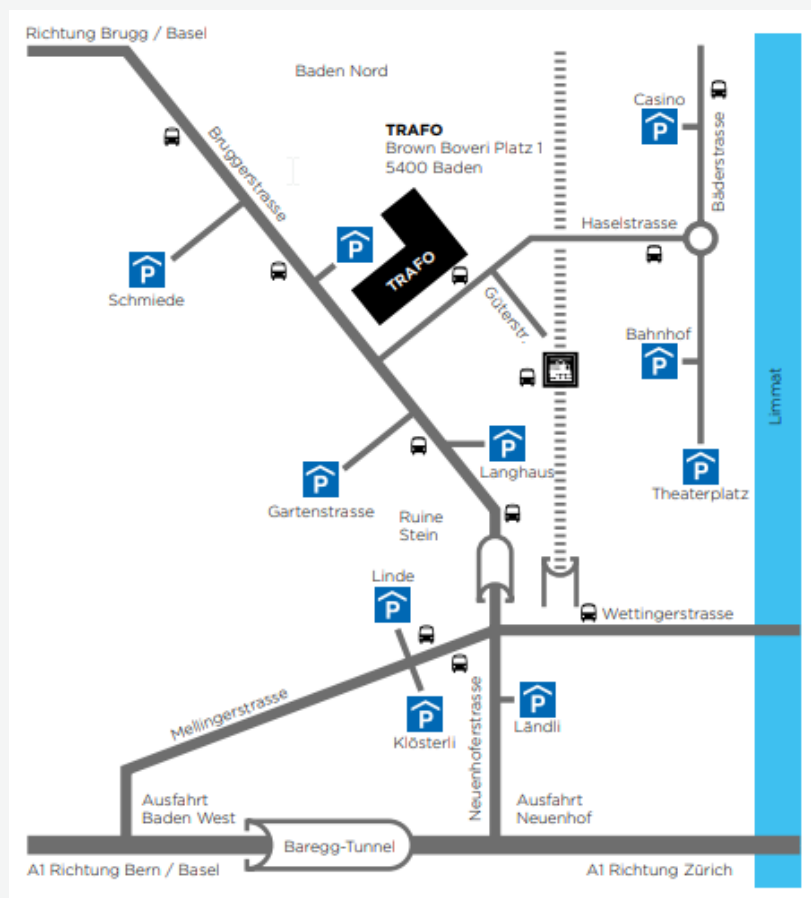 Richtung Brugg / Basel
Baden Nord
Casino
P
Bäderstrasse
TRAFO
Brown Boveri Platz 1
5400 Baden
Bruggerstrasse
Haselstrasse
P
TRAFO
P
Schmiede
Güterstr.
Bahnhof
P
Limmat
P
Langhaus
P
Theaterplatz
P
Gartenstrasse
Ruine
Stein
Linde
P
Wettingerstrasse
Mellingerstrasse
P
Klösterli
Neuenhoferstrasse
P
Ländli
Ausfahrt
Baden West
Ausfahrt
Neuenhof
Baregg-Tunnel
A1 Richtung Bern / Basel
A1 Richtung Zürich